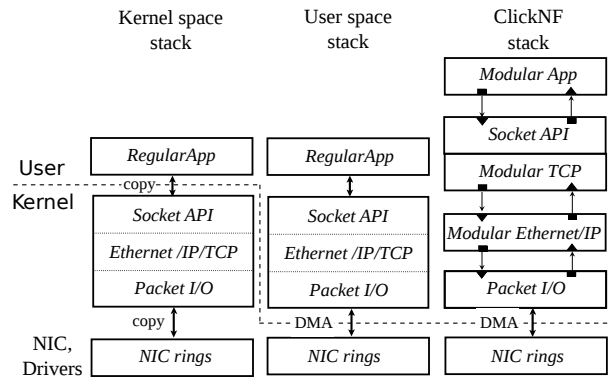 Kernel space
stack
User space
stack
ClickNF
stack
Modular App
Socket API
RegularApp
RegularApp
Modular TCP
User
copy
Kernel
Socket API
Socket API
Modular Ethernet/IP
Ethernet /IP/TCP
Ethernet /IP/TCP
Packet I/O
Packet I/O
Packet I/O
copy
DMA
DMA
NIC,
Drivers
NIC rings
NIC rings
NIC rings